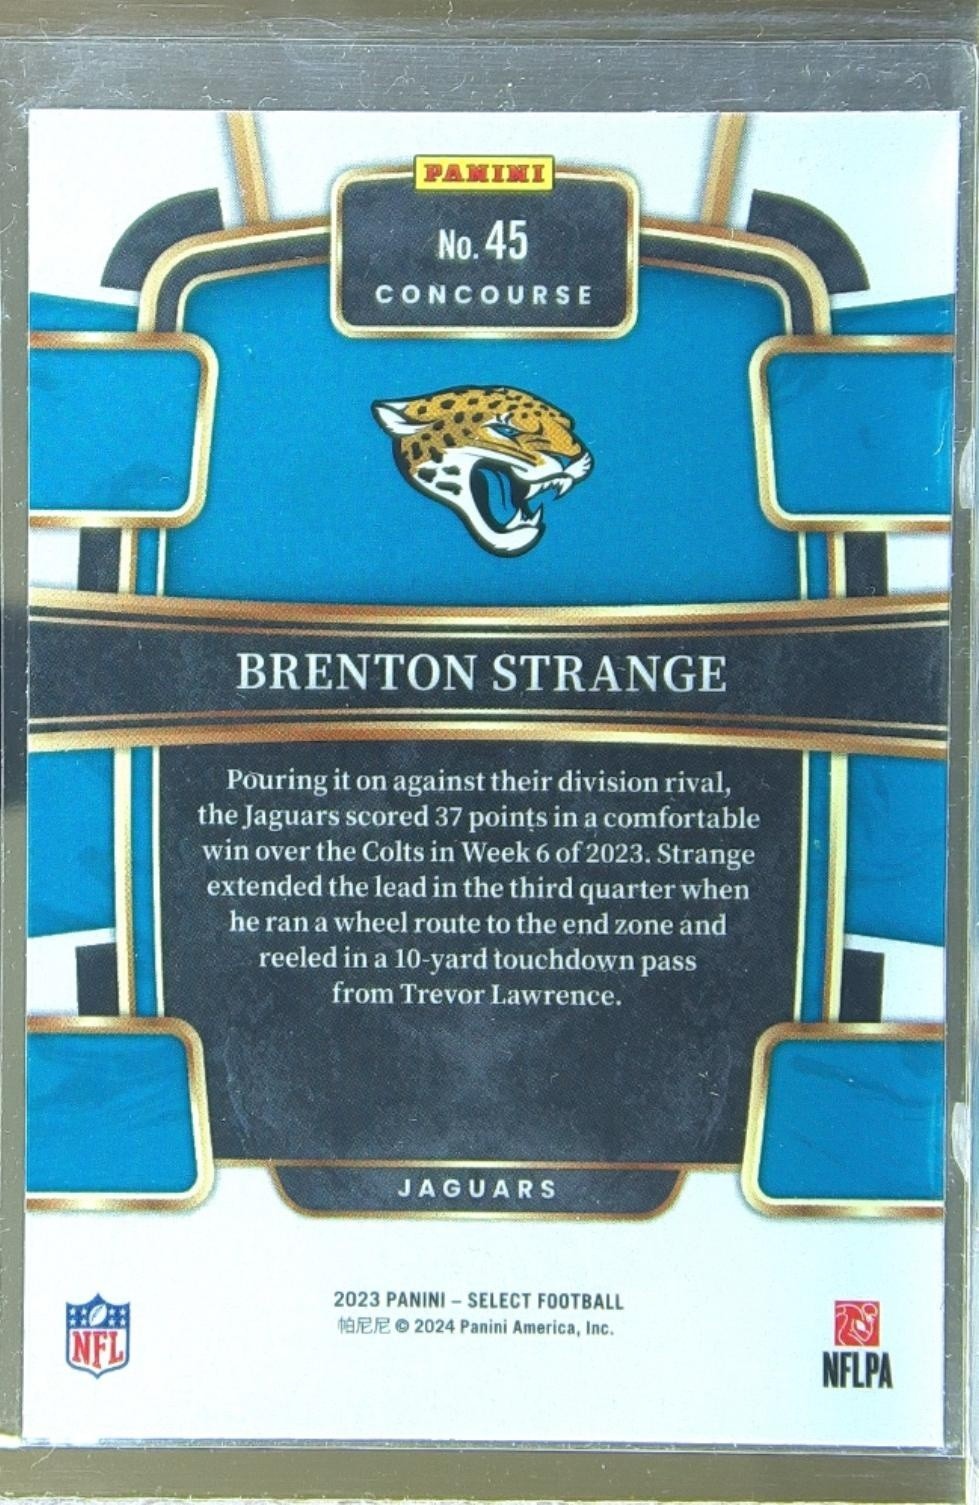 PANINI
No. 45
CONCOURSE
BRENTON STRANGE
Pouring it on against their division rival,
the Jaguars scored 37 points in a comfortable
win over the Colts in Week 6 of 2023. Strange
extended the lead in the third quarter when
he ran a wheel route to the end zone and
reeled in a 10-yard touchdown pass
from Trevor Lawrence.
JAGUARS
2023 PANINI – SELECT FOOTBALL
帕尼尼 © 2024 Panini America, Inc.
NFL
NFLPA